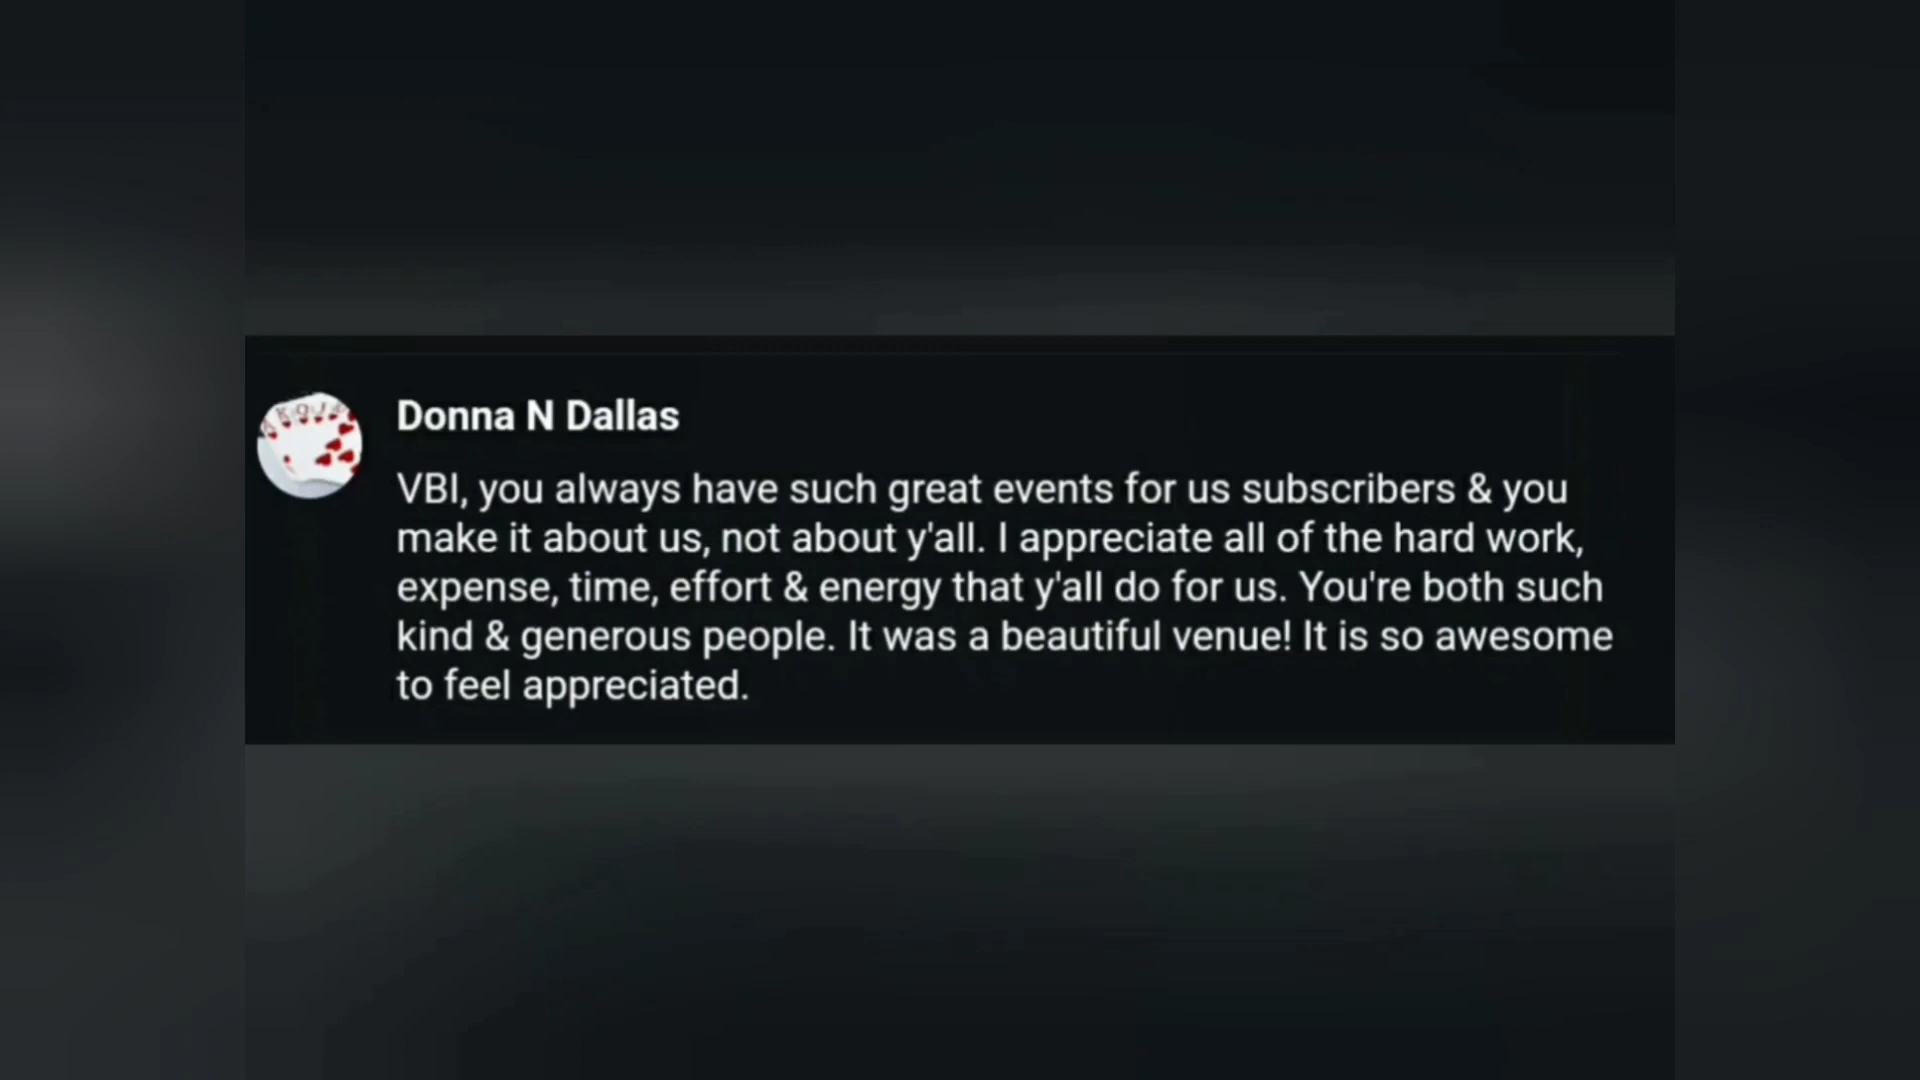 Donna N Dallas
VBI, you always have such great events for us subscribers & you
make it about us, not about y'all. I appreciate all of the hard work,
expense, time, effort & energy that y'all do for us. You're both such
kind & generous people. It was a beautiful venue! It is so awesome
to feel appreciated.